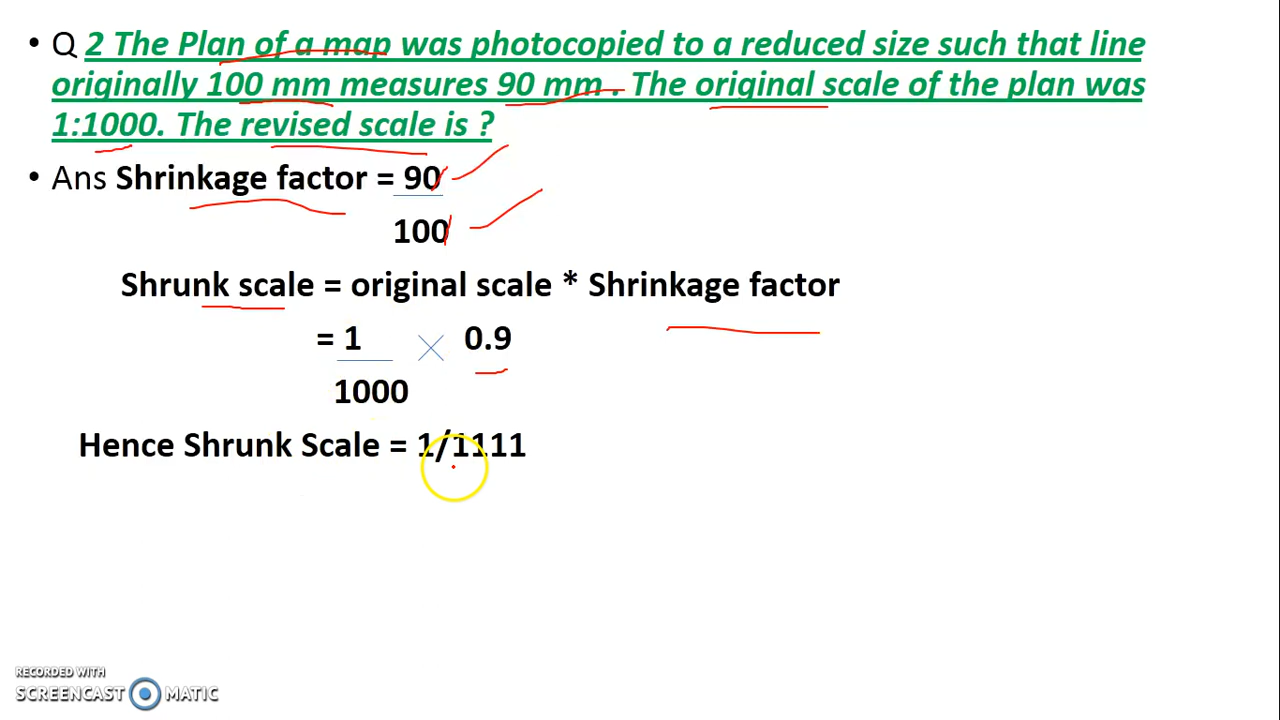 • Q 2 The Plan of a map was photocopied to a reduced size such that line
originally 100 mm measures 90 mm . The original scale of the plan was
1:1000. The revised scale is ?
• Ans Shrinkage factor = 90
100
Shrunk scale = original scale * Shrinkage factor
= 1 × 0.9
1000
Hence Shrunk Scale = 1/1111
RECORDED WITH
SCREENCAST MATIC